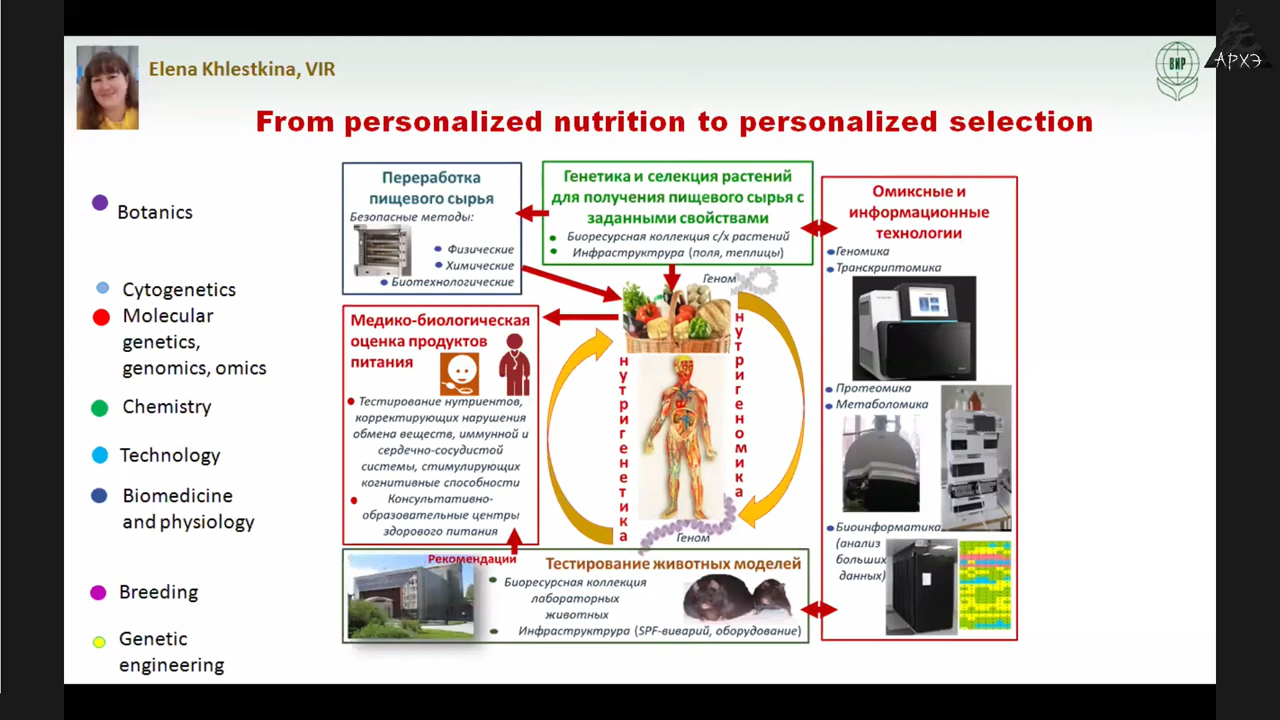 Elena Khlestkina, VIR
ВИР
АРХЭ
From personalized nutrition to personalized selection
Botanics
Cytogenetics
Molecular
genetics,
genomics, omics
Chemistry
Technology
Biomedicine
and physiology
Breeding
Genetic
engineering
Переработка
пищевого сырья
Безопасные методы:
Физические
Химические
Биотехнологические
Генетика и селекция растений
для получения пищевого сырья с
заданными свойствами
Биоресурсная коллекция с/х растений
Инфраструктрура (поля, теплицы)
Омиксные и
информационные
технологии
Геномика
Транскриптомика
Протеомика
Метаболомика
Биоинформатика
(анализ
больших
данных)
Медико-биологическая
оценка продуктов
питания
Тестирование нутриентов,
корректирующих нарушения
обмена веществ, иммунной и
сердечно-сосудистой
системы, стимулирующих
когнитивные способности
Консультативно-
образовательные центры
здорового питания
Геном
нутригенетика
нутригеномика
Геном
Рекомендации
Тестирование животных моделей
Биоресурсная коллекция
лабораторных
животных
Инфраструктрура (SPF-виварий, оборудование)